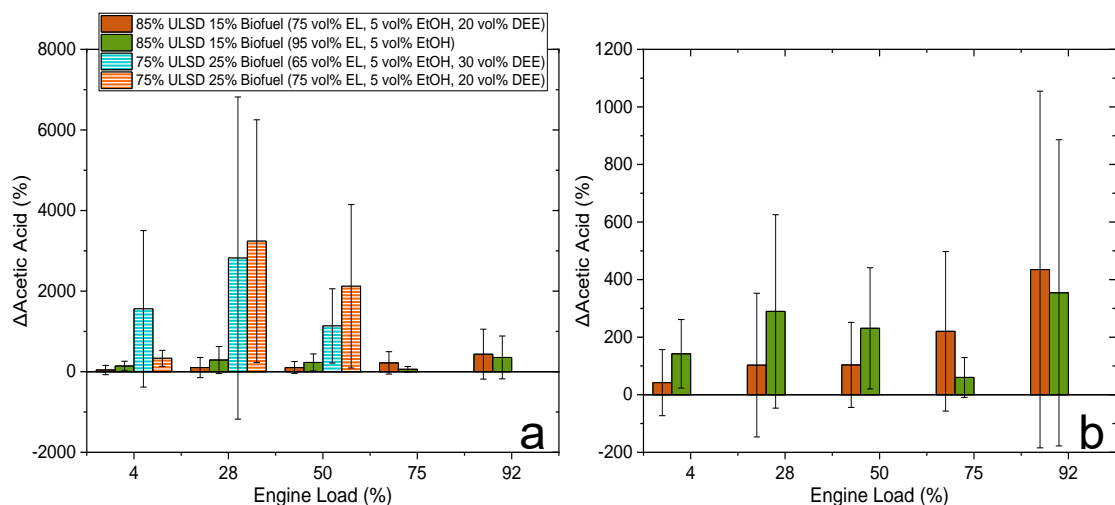 85% ULSD 15% Biofuel (75 vol% EL, 5 vol% EtOH, 20 vol% DEE)
85% ULSD 15% Biofuel (95 vol% EL, 5 vol% EtOH)
75% ULSD 25% Biofuel (65 vol% EL, 5 vol% EtOH, 30 vol% DEE)
75% ULSD 25% Biofuel (75 vol% EL, 5 vol% EtOH, 20 vol% DEE)
8000
6000
4000
2000
0
-2000
ΔAcetic Acid (%)
4 28 50 75 92
Engine Load (%)
a
1200
1000
800
600
400
200
0
-200
ΔAcetic Acid (%)
4 28 50 75 92
Engine Load (%)
b